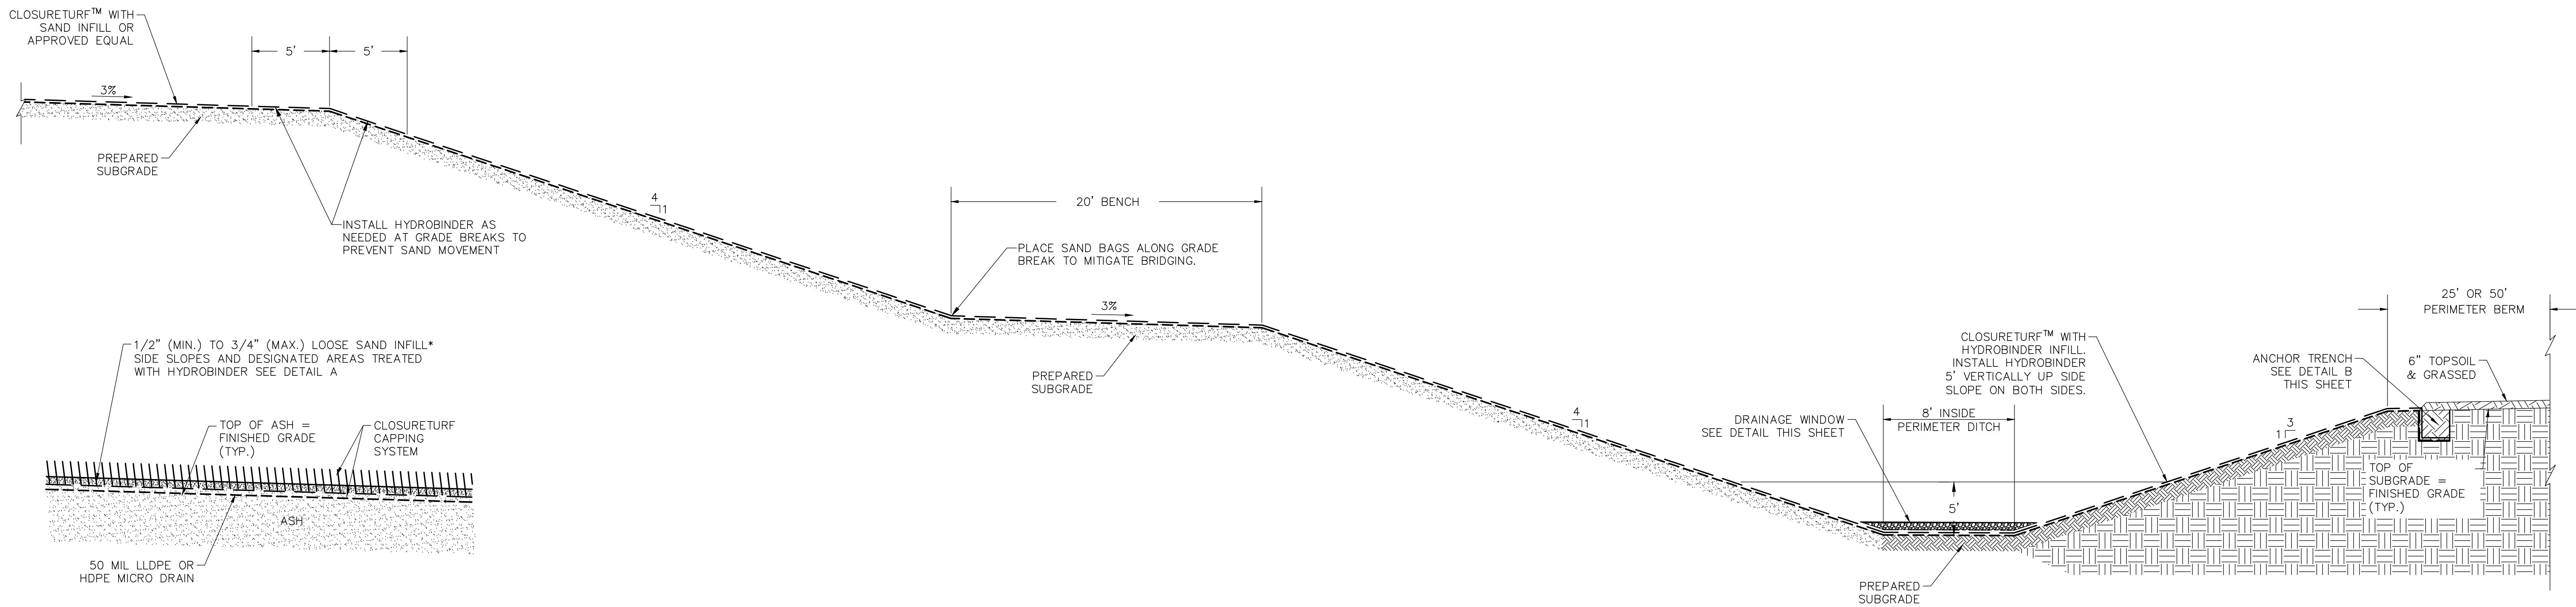 CLOSURETURF™ WITH
SAND INFILL OR
APPROVED EQUAL
5'
5'
3%
PREPARED
SUBGRADE
INSTALL HYDROBINDER AS
NEEDED AT GRADE BREAKS TO
PREVENT SAND MOVEMENT
4
1
20' BENCH
PLACE SAND BAGS ALONG GRADE
BREAK TO MITIGATE BRIDGING.
3%
PREPARED
SUBGRADE
4
1
CLOSURETURF™ WITH
HYDROBINDER INFILL.
INSTALL HYDROBINDER
5' VERTICALLY UP SIDE
SLOPE ON BOTH SIDES.
DRAINAGE WINDOW
SEE DETAIL THIS SHEET
8' INSIDE
PERIMETER DITCH
5'
PREPARED
SUBGRADE
3
1
25' OR 50'
PERIMETER BERM
ANCHOR TRENCH
SEE DETAIL B
THIS SHEET
6" TOPSOIL
& GRASSED
TOP OF
SUBGRADE =
FINISHED GRADE
(TYP.)
1/2" (MIN.) TO 3/4" (MAX.) LOOSE SAND INFILL*
SIDE SLOPES AND DESIGNATED AREAS TREATED
WITH HYDROBINDER SEE DETAIL A
TOP OF ASH =
FINISHED GRADE
(TYP.)
CLOSURETURF
CAPPING
SYSTEM
ASH
50 MIL LLDPE OR
HDPE MICRO DRAIN